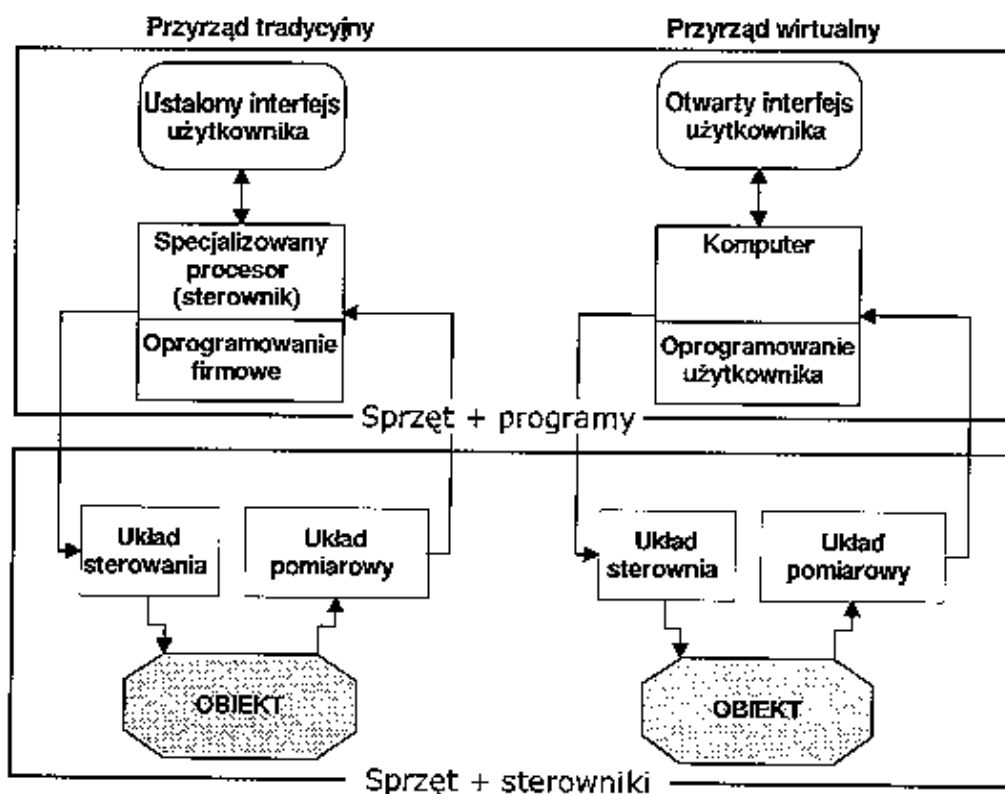 Przyrząd tradycyjny
Przyrząd wirtualny
Ustalony interfejs
użytkownika
Otwarty interfejs
użytkownika
Specjalizowany
procesor
(sterownik)
Oprogramowanie
firmowe
Komputer
Oprogramowanie
użytkownika
Sprzęt + programy
Układ
sterowania
Układ
pomiarowy
Układ
sterownia
Układ
pomiarowy
OBIEKT
OBIEKT
Sprzęt + sterowniki